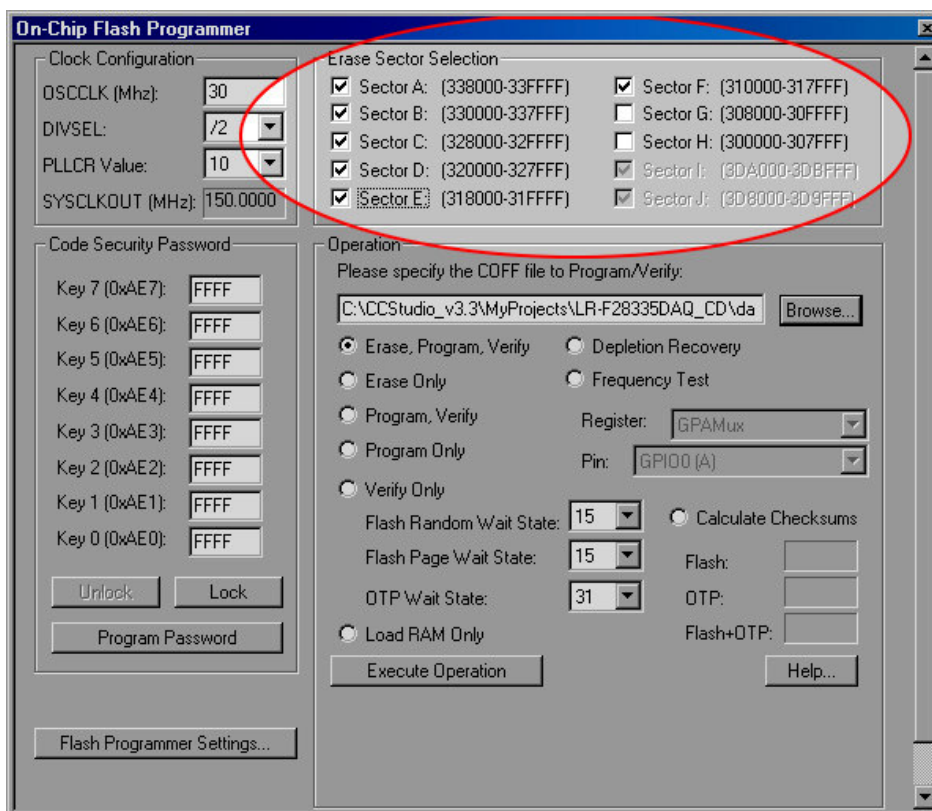 On-Chip Flash Programmer
Clock Configuration
OSCCLK (Mhz): 30
DIVSEL: /2
PLLCR Value: 10
SYSCLKOUT (MHz): 150.0000
Erase Sector Selection
Sector A: (338000-33FFFF)
Sector B: (330000-337FFF)
Sector C: (328000-32FFFF)
Sector D: (320000-327FFF)
Sector E: (318000-31FFFF)
Sector F: (310000-317FFF)
Sector G: (308000-30FFFF)
Sector H: (300000-307FFF)
Sector I: (3DA000-3DBFFF)
Sector J: (3D8000-3D9FFF)
Code Security Password
Key 7 (0xAE7): FFFF
Key 6 (0xAE6): FFFF
Key 5 (0xAE5): FFFF
Key 4 (0xAE4): FFFF
Key 3 (0xAE3): FFFF
Key 2 (0xAE2): FFFF
Key 1 (0xAE1): FFFF
Key 0 (0xAE0): FFFF
Unlock Lock
Program Password
Flash Programmer Settings...
Operation
Please specify the COFF file to Program/Verify:
C:\CCStudio_v3.3\MyProjects\LR-F28335DAQ_CD\da Browse...
Erase, Program, Verify
Depletion Recovery
Erase Only
Frequency Test
Program, Verify
Register: GPAMux
Program Only
Pin: GPIO0 (A)
Verify Only
Flash Random Wait State: 15
Calculate Checksums
Flash Page Wait State: 15
Flash:
OTP Wait State: 31
OTP:
Load RAM Only
Flash+OTP:
Execute Operation
Help...